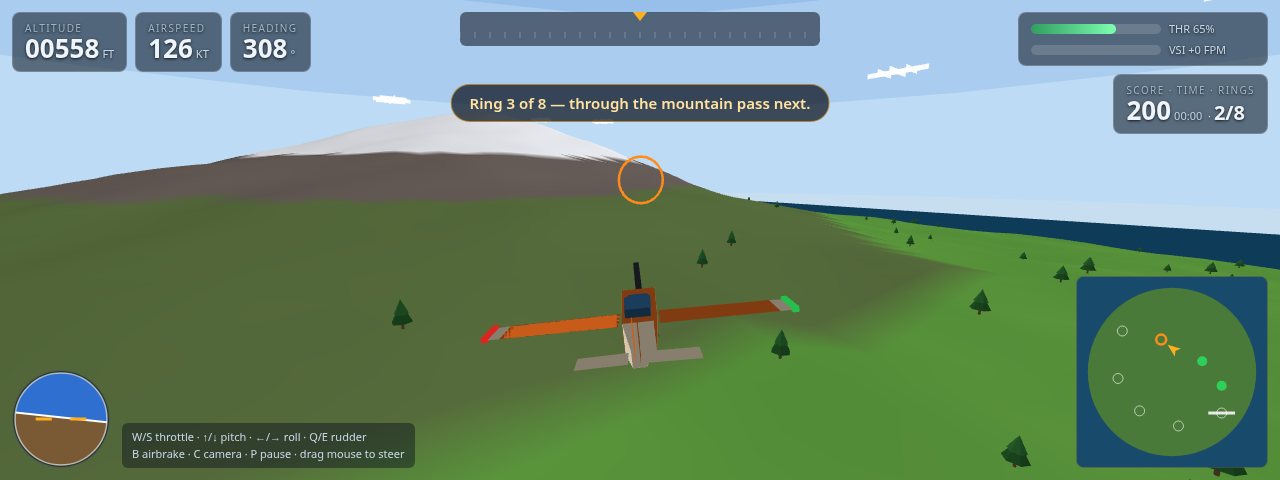 ALTITUDE
00558 FT
AIRSPEED
126 KT
HEADING
308 °
THR 65%
VSI +0 FPM
SCORE · TIME · RINGS
200 00:00 · 2/8
Ring 3 of 8 — through the mountain pass next.
W/S throttle · ↑/↓ pitch · ←/→ roll · Q/E rudder
B airbrake · C camera · P pause · drag mouse to steer